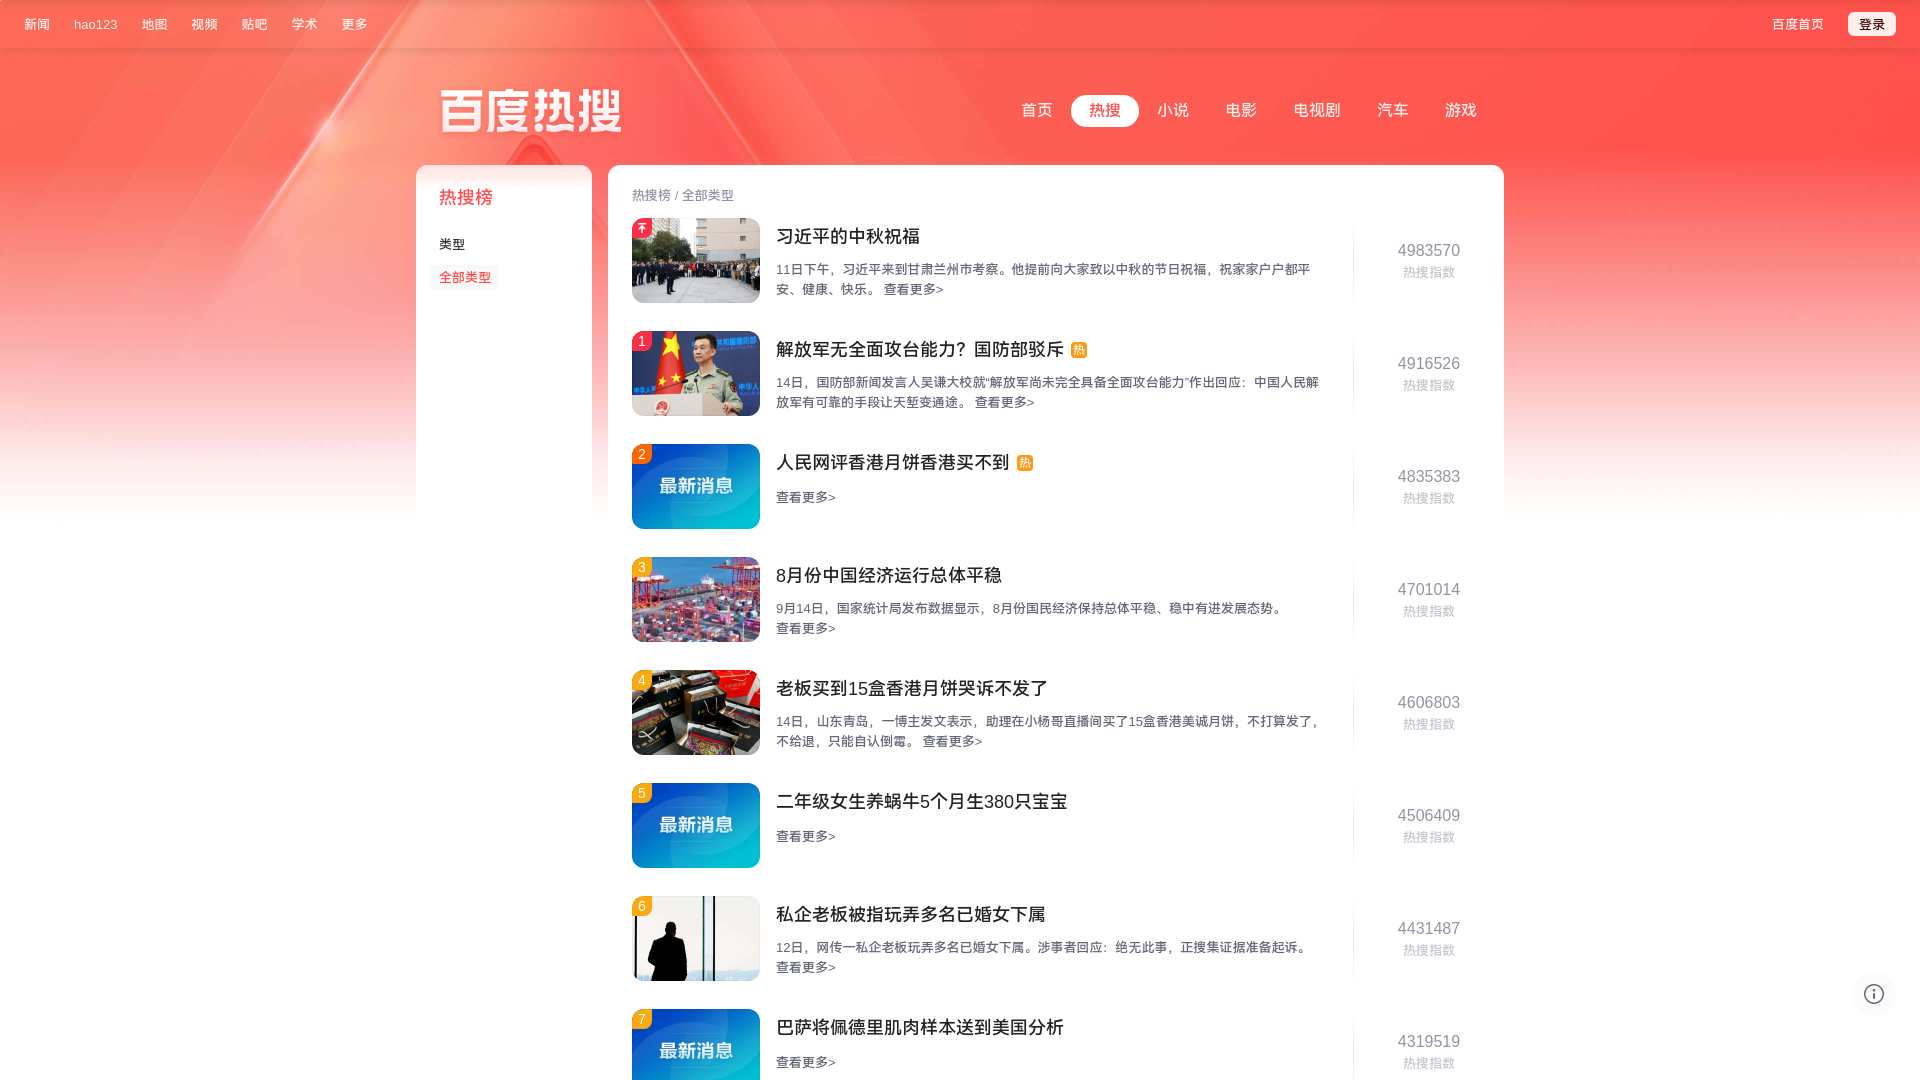 新闻 hao123 地图 视频 贴吧 学术 更多 百度首页 登录
百度热搜
首页 热搜 小说 电影 电视剧 汽车 游戏
热搜榜
类型
全部类型
热搜榜 / 全部类型
习近平的中秋祝福
11日下午，习近平来到甘肃兰州市考察。他提前向大家致以中秋的节日祝福，祝家家户户都平
安、健康、快乐。 查看更多>
4983570
热搜指数
1
解放军无全面攻台能力？国防部驳斥 热
14日，国防部新闻发言人吴谦大校就“解放军尚未完全具备全面攻台能力”作出回应：中国人民解
放军有可靠的手段让天堑变通途。 查看更多>
4916526
热搜指数
2
最新消息
人民网评香港月饼香港买不到 热
查看更多>
4835383
热搜指数
3
8月份中国经济运行总体平稳
9月14日，国家统计局发布数据显示，8月份国民经济保持总体平稳、稳中有进发展态势。
查看更多>
4701014
热搜指数
4
老板买到15盒香港月饼哭诉不发了
14日，山东青岛，一博主发文表示，助理在小杨哥直播间买了15盒香港美诚月饼，不打算发了，
不给退，只能自认倒霉。 查看更多>
4606803
热搜指数
5
最新消息
二年级女生养蜗牛5个月生380只宝宝
查看更多>
4506409
热搜指数
6
私企老板被指玩弄多名已婚女下属
12日，网传一私企老板玩弄多名已婚女下属。涉事者回应：绝无此事，正搜集证据准备起诉。
查看更多>
4431487
热搜指数
7
最新消息
巴萨将佩德里肌肉样本送到美国分析
查看更多>
4319519
热搜指数